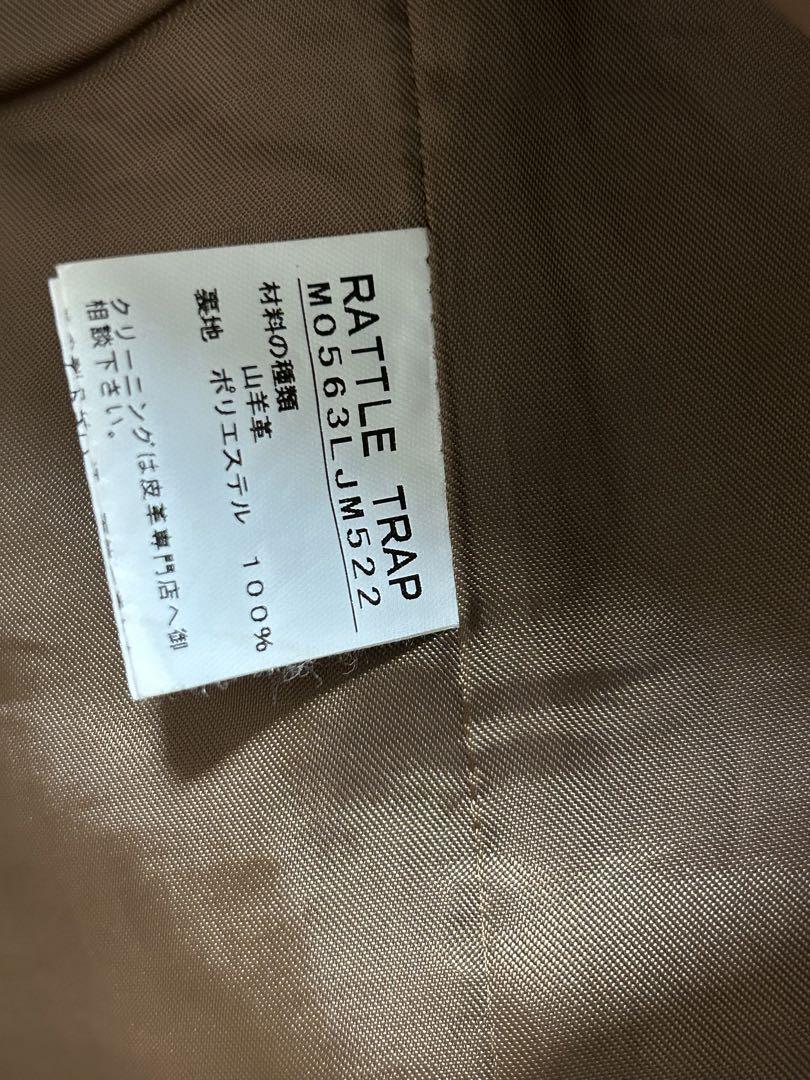 RATTLE TRAP
MO563LJM522
材料の種類
山羊革
裏地 ポリエステル 100%
クリーニングは皮革専門店へ御
相談下さい。